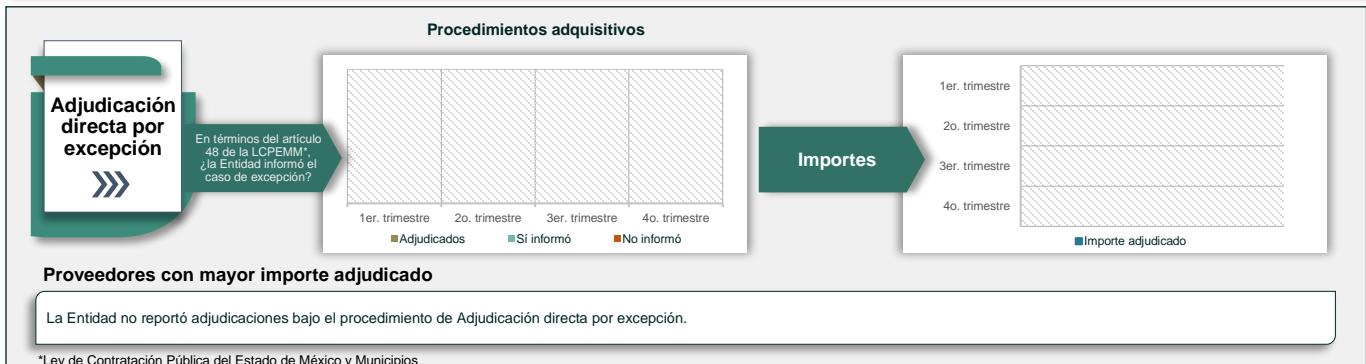 Procedimientos adquisitivos
Adjudicación
directa por
excepción
En términos del artículo
48 de la LCPEMM*,
¿la Entidad informó el
caso de excepción?
1er. trimestre 2o. trimestre 3er. trimestre 4o. trimestre
Adjudicados Sí informó No informó
Importes
1er. trimestre
2o. trimestre
3er. trimestre
4o. trimestre
Importe adjudicado
Proveedores con mayor importe adjudicado
La Entidad no reportó adjudicaciones bajo el procedimiento de Adjudicación directa por excepción.
*Ley de Contratación Pública del Estado de México y Municipios